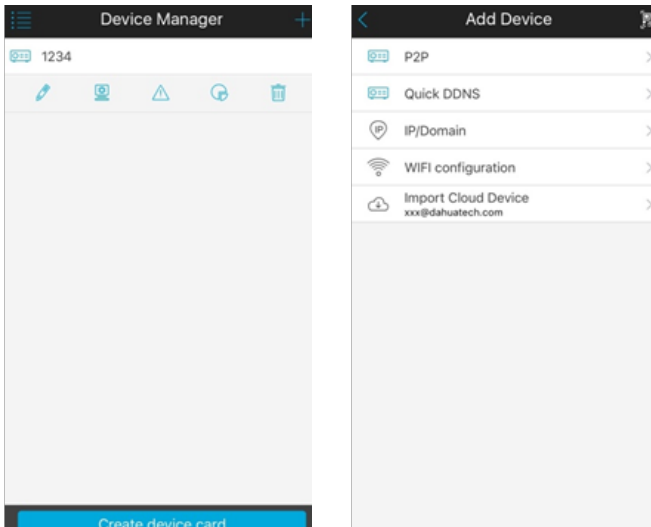 Device Manager
1234
Create device card
Add Device
P2P
Quick DDNS
IP
IP/Domain
WIFI configuration
Import Cloud Device
xxx@dahuatech.com